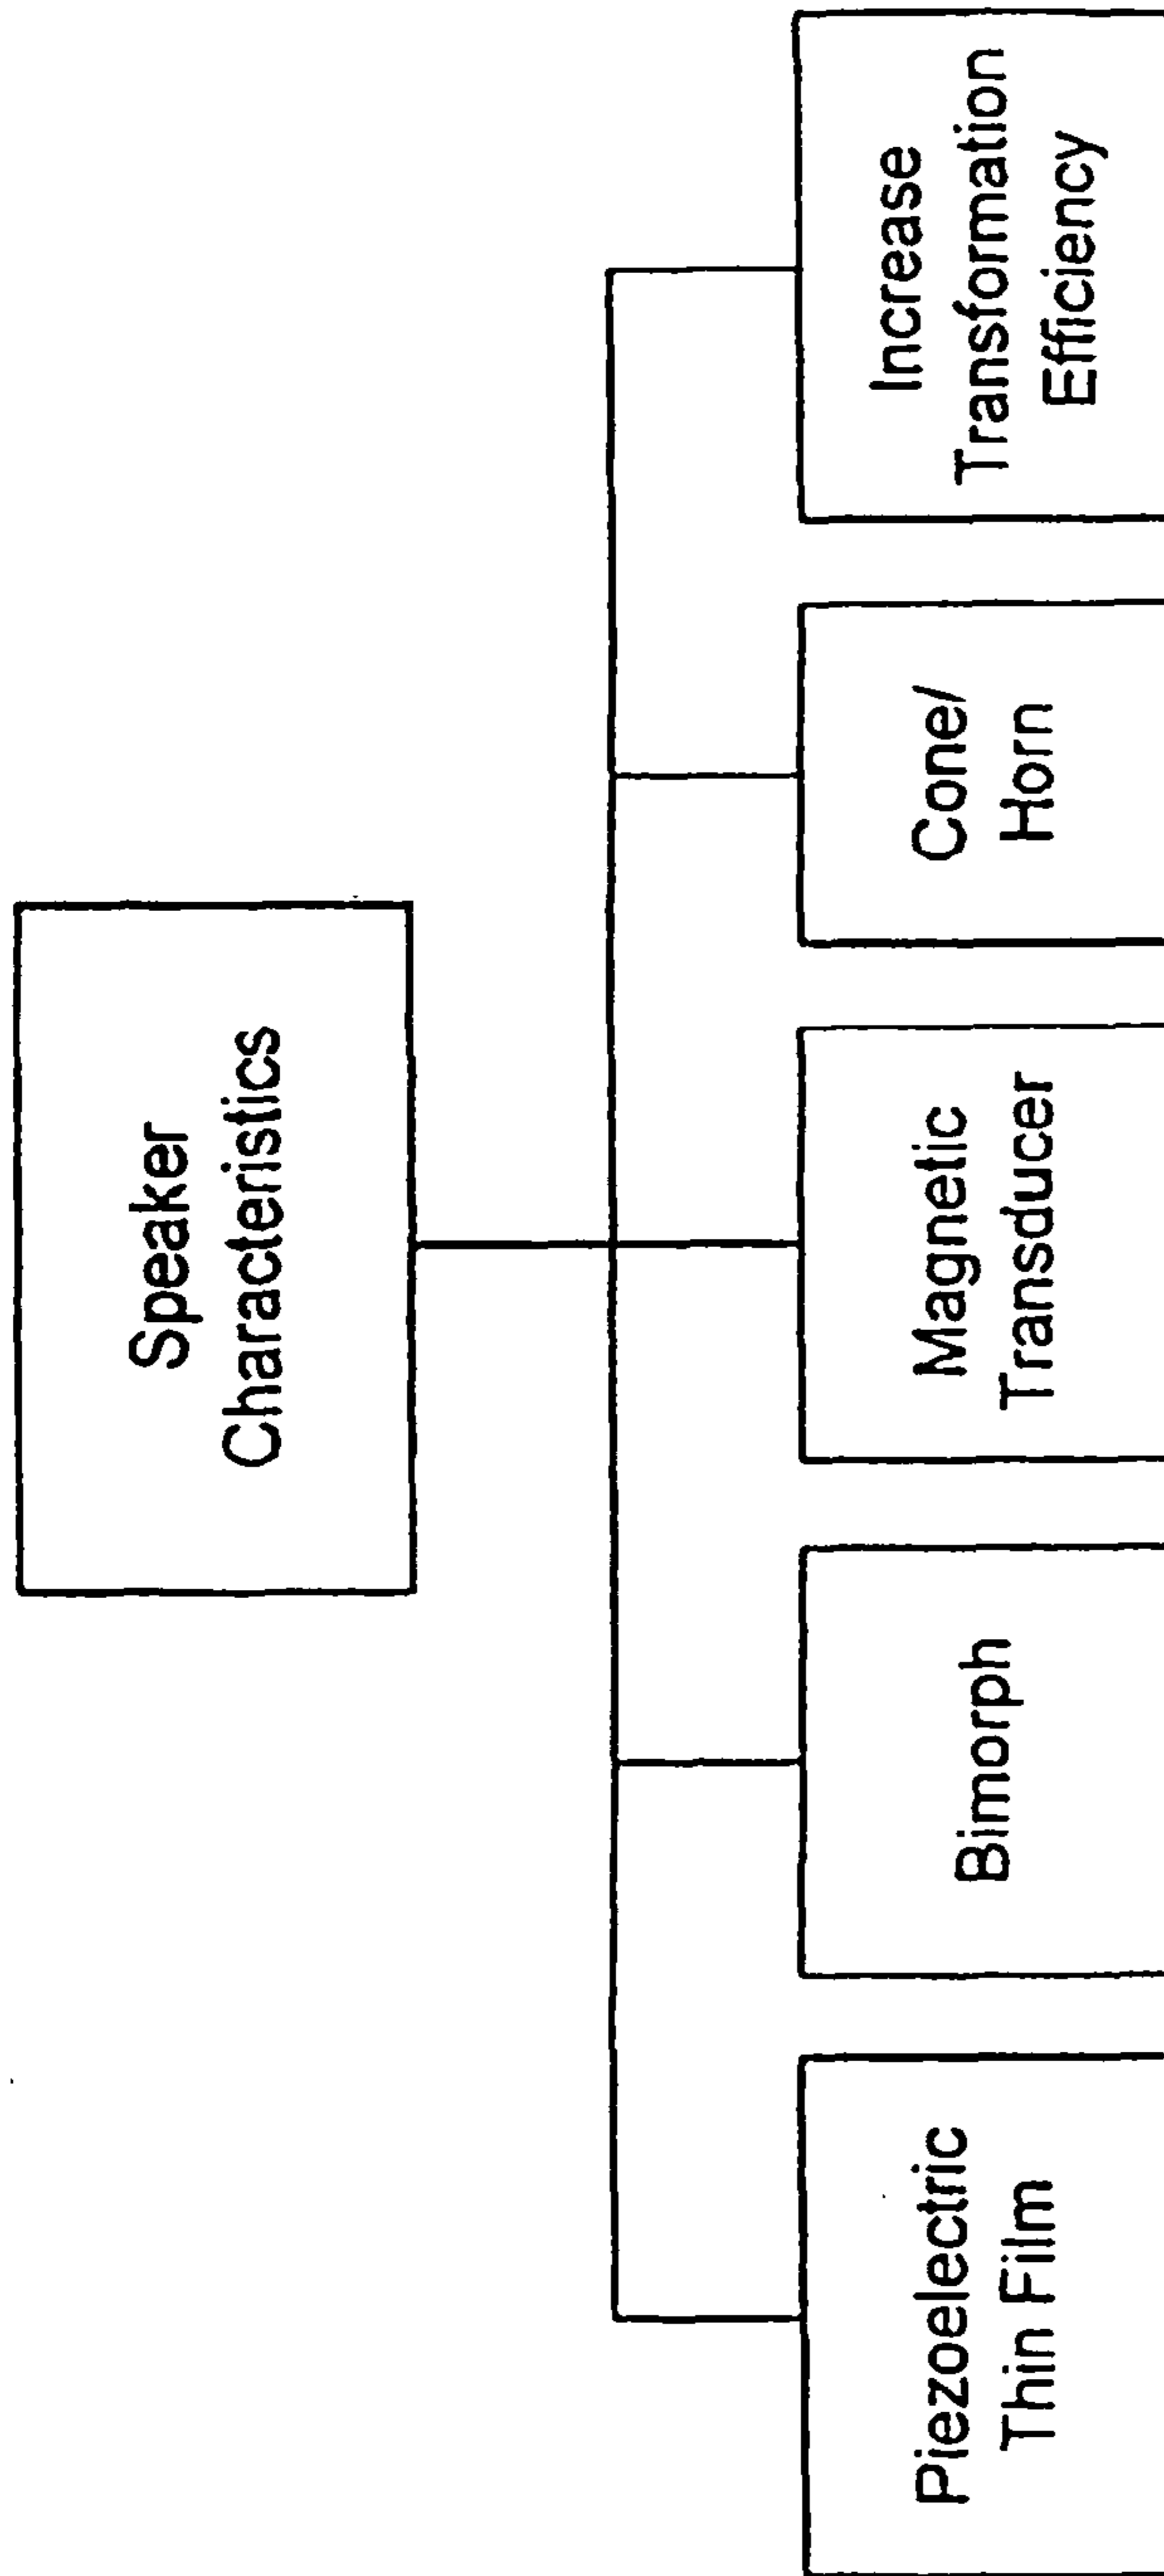 Speaker
Characteristics
Piezoelectric
Thin Film
Bimorph
Magnetic
Transducer
Cone/
Horn
Increase
Transformation
Efficiency